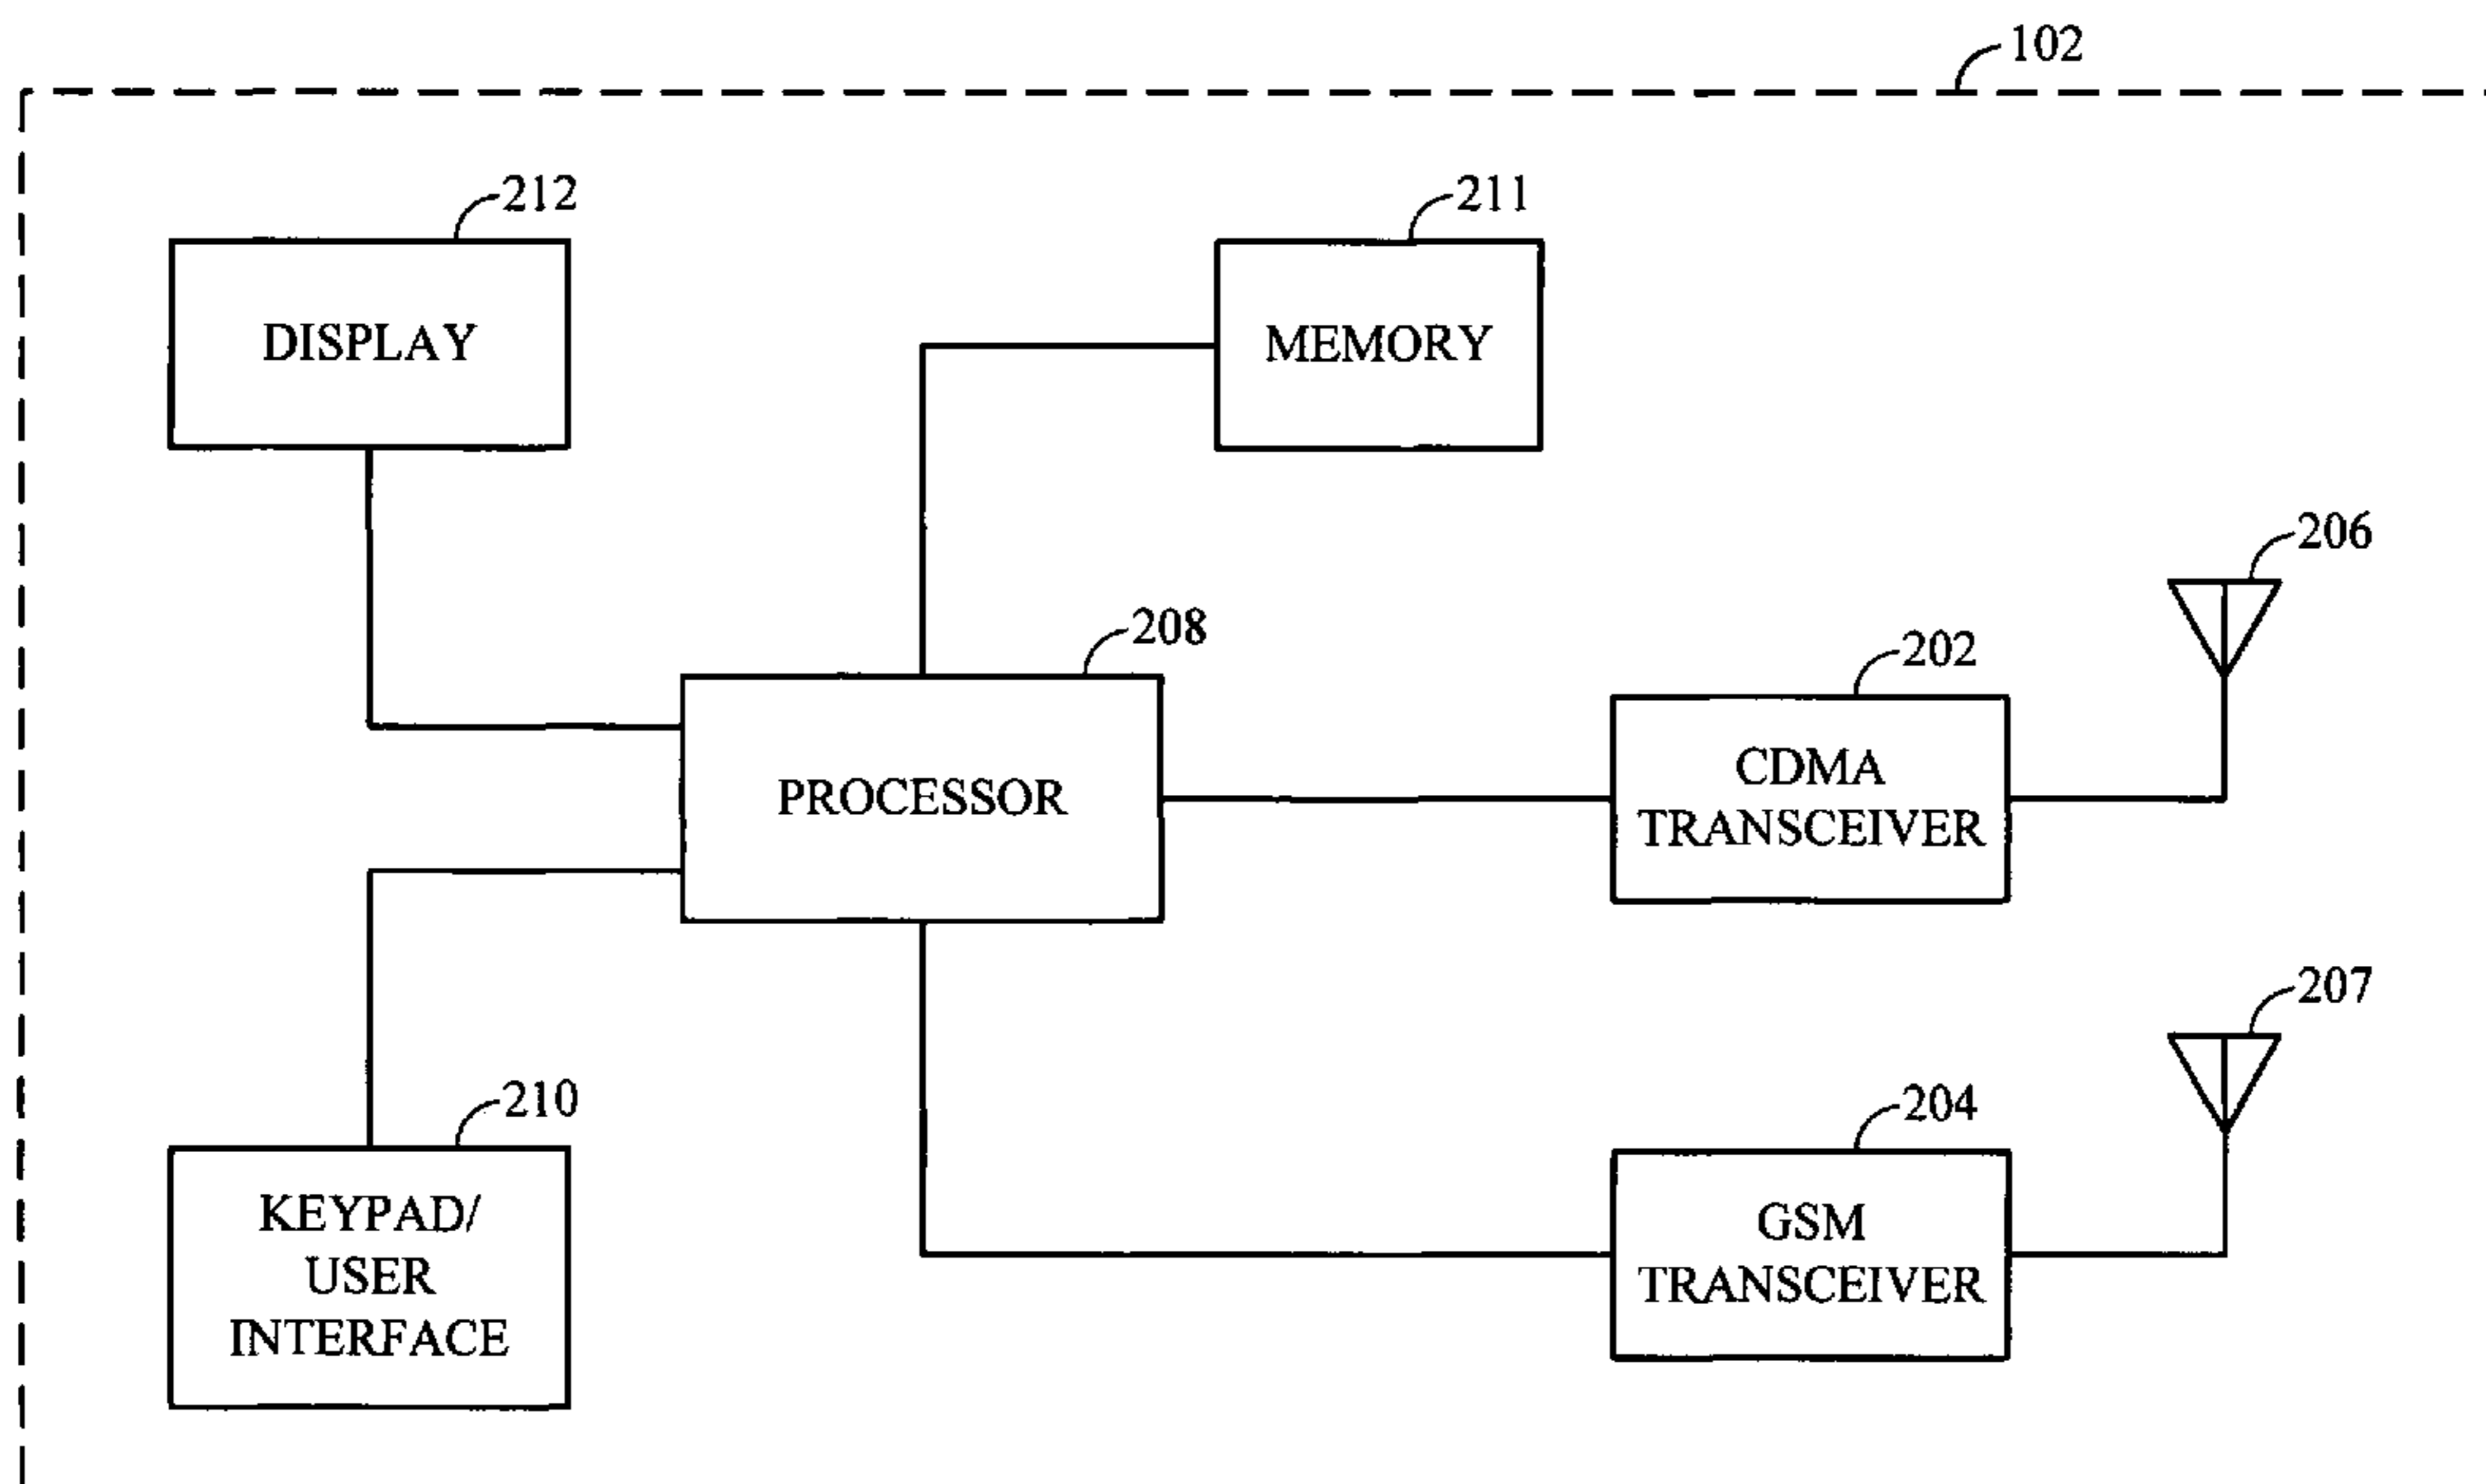 102
212
DISPLAY
211
MEMORY
206
208
PROCESSOR
202
CDMA
TRANSCEIVER
207
210
KEYPAD/
USER
INTERFACE
204
GSM
TRANSCEIVER